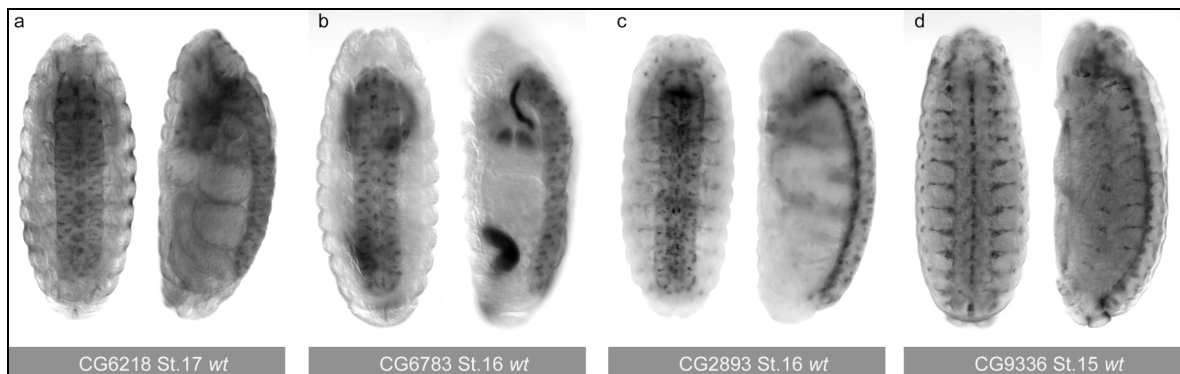 a
b
c
d
CG6218 St.17 wt
CG6783 St.16 wt
CG2893 St.16 wt
CG9336 St.15 wt